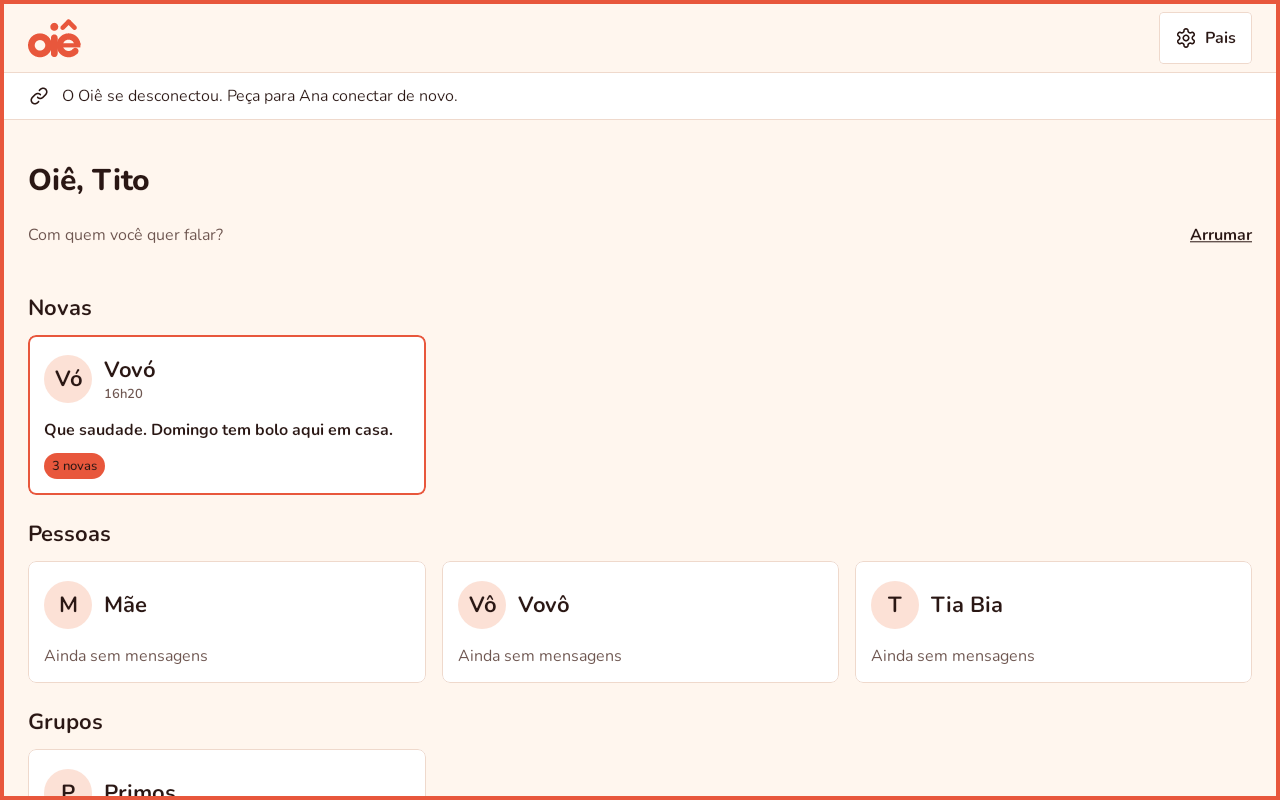 oiê
Pais
O Oiê se desconectou. Peça para Ana conectar de novo.
Oiê, Tito
Com quem você quer falar?
Arrumar
Novas
Vó
Vovó
16h20
Que saudade. Domingo tem bolo aqui em casa.
3 novas
Pessoas
M
Mãe
Ainda sem mensagens
Vô
Vovô
Ainda sem mensagens
T
Tia Bia
Ainda sem mensagens
Grupos
P
Primos